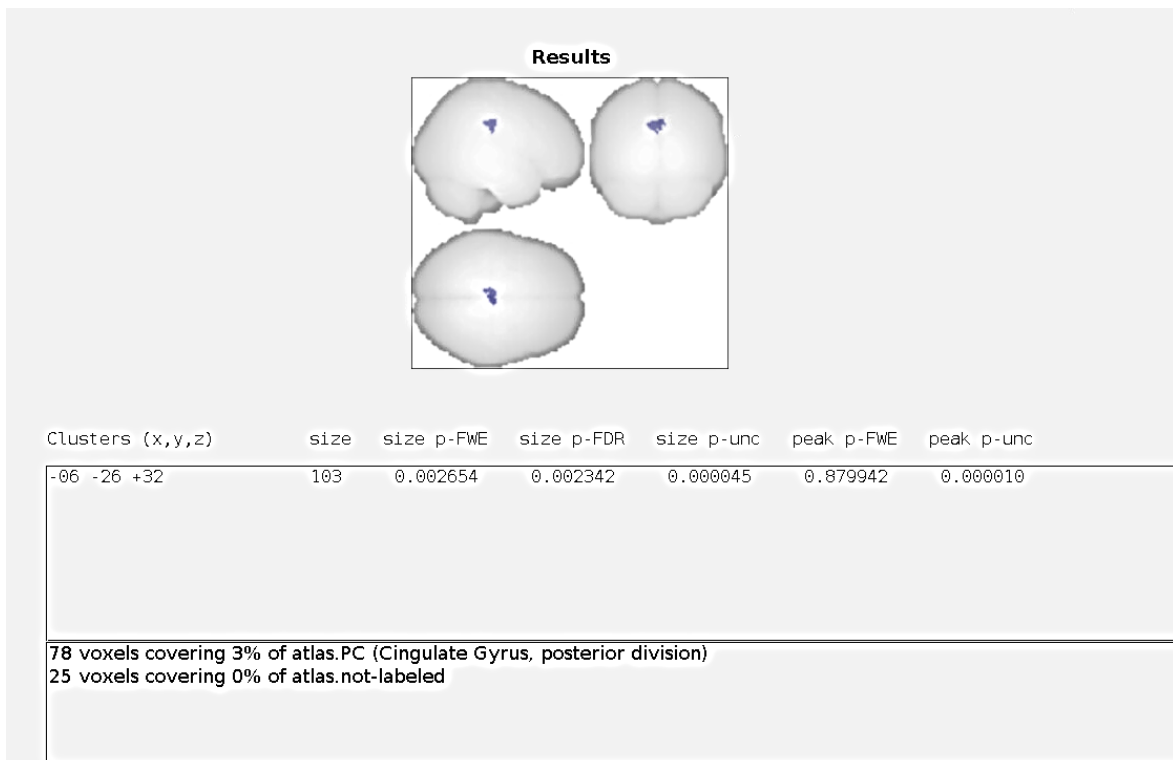 Results
Clusters (x,y,z) size size p-FWE size p-FDR size p-unc peak p-FWE peak p-unc
-06 -26 +32 103 0.002654 0.002342 0.000045 0.879942 0.000010
78 voxels covering 3% of atlas.PC (Cingulate Gyrus, posterior division)
25 voxels covering 0% of atlas.not-labeled